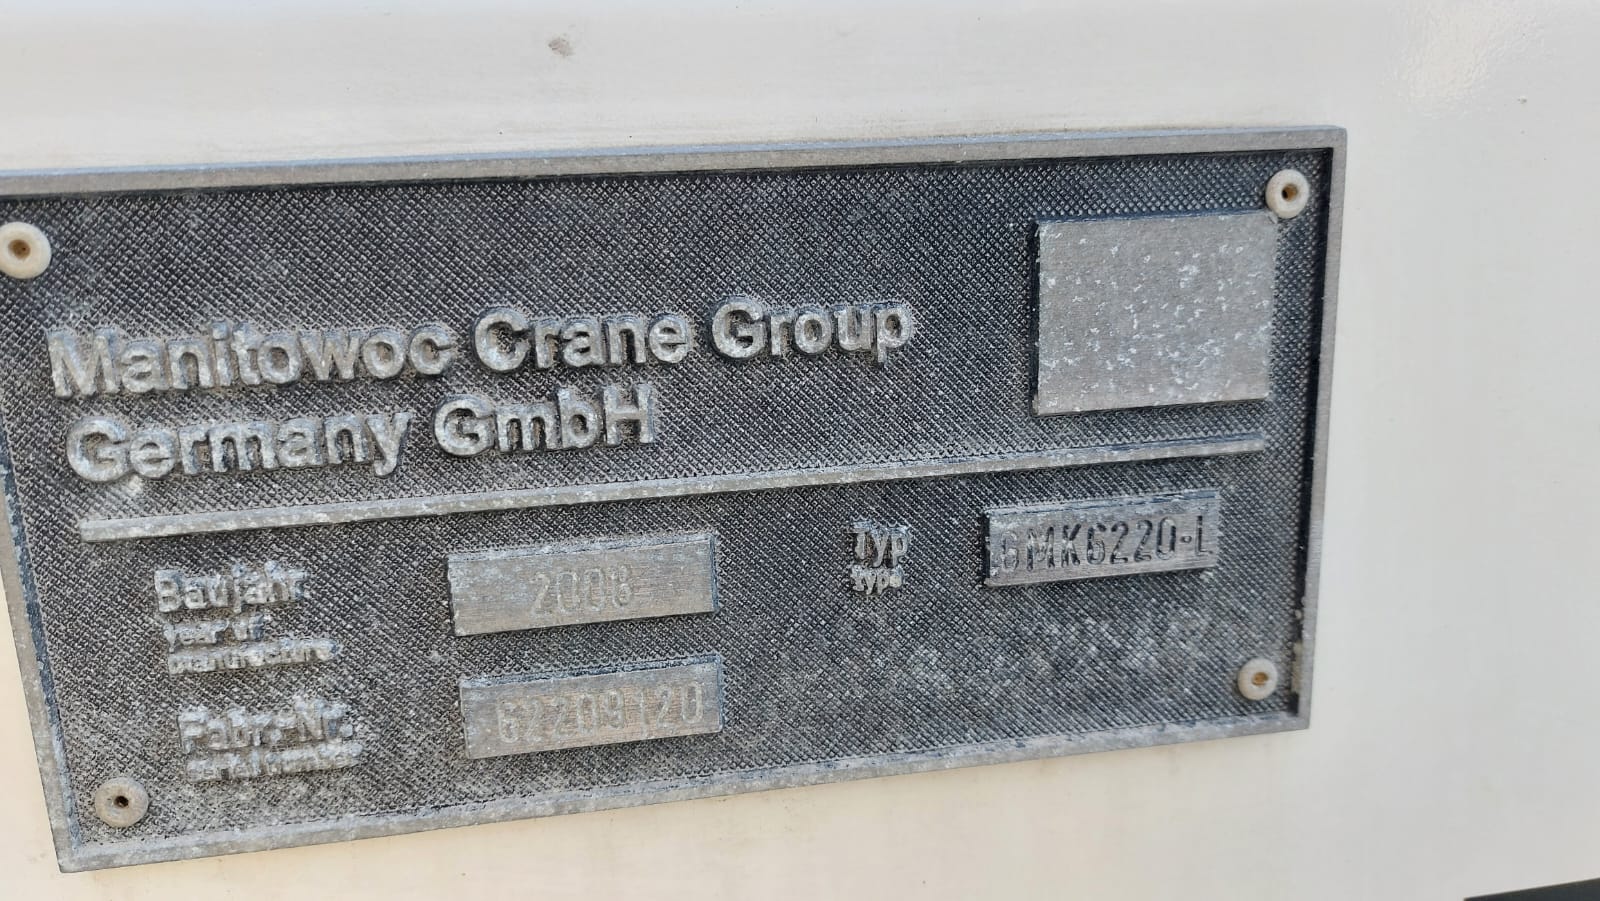 Manitowoc Crane Group
Germany GmbH
Baujahr
year of
manufacture
2008
Typ
type
GMK6220-L
Fabr.-Nr.
serial number
62209120